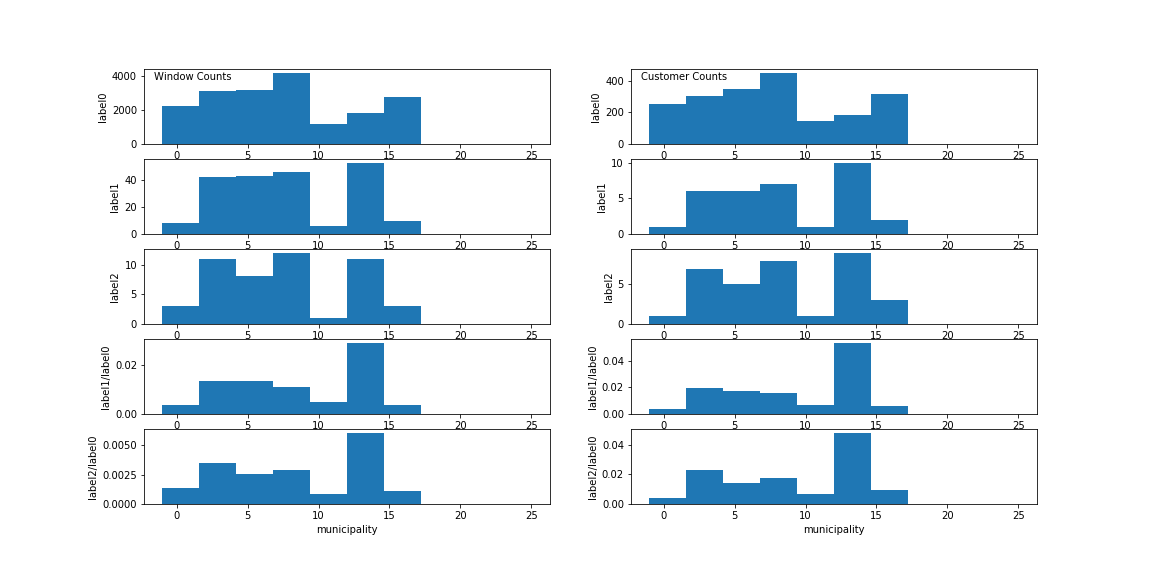 Window Counts
label0
4000
2000
0
0 5 10 15 20 25
label1
40
20
0
0 5 10 15 20 25
label2
10
5
0
0 5 10 15 20 25
label1/label0
0.02
0.00
0 5 10 15 20 25
label2/label0
0.0050
0.0025
0.0000
0 5 10 15 20 25
municipality
Customer Counts
label0
400
200
0
0 5 10 15 20 25
label1
10
5
0
0 5 10 15 20 25
label2
5
0
0 5 10 15 20 25
label1/label0
0.04
0.02
0.00
0 5 10 15 20 25
label2/label0
0.04
0.02
0.00
0 5 10 15 20 25
municipality